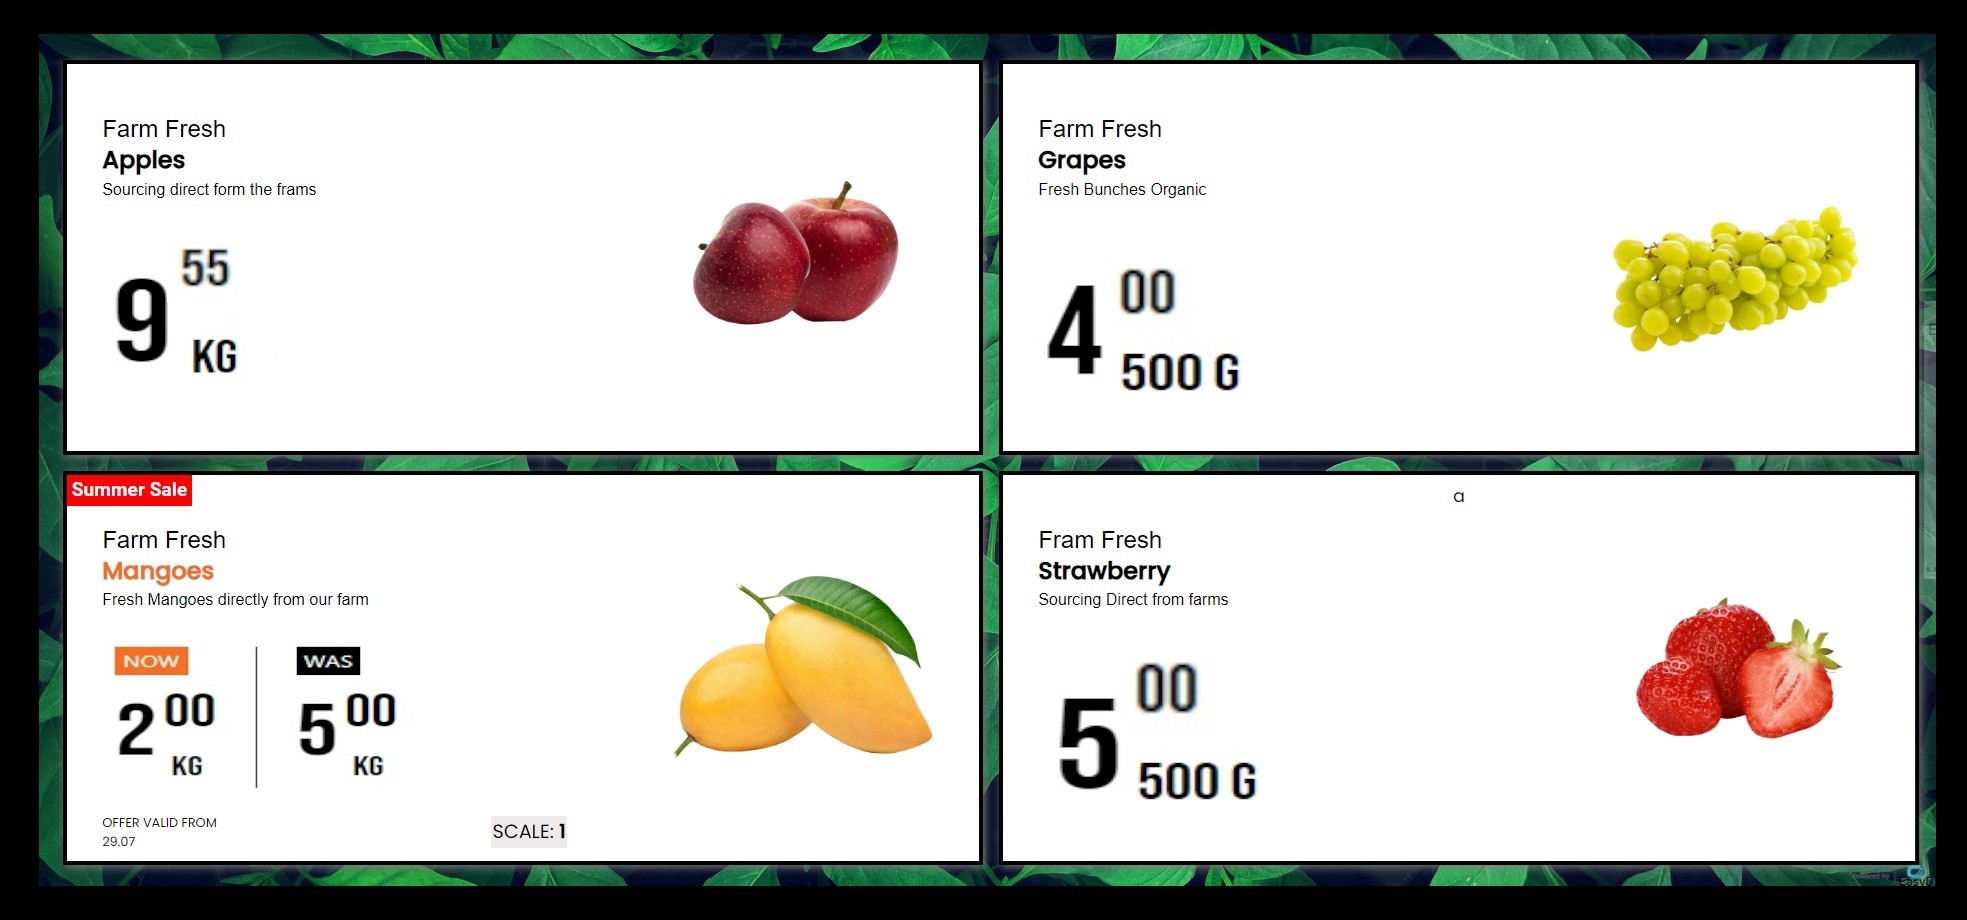 Farm Fresh
Apples
Sourcing direct form the frams
9 55
KG
Farm Fresh
Grapes
Fresh Bunches Organic
4 00
500 G
Summer Sale
Farm Fresh
Mangoes
Fresh Mangoes directly from our farm
NOW
2 00
KG
WAS
5 00
KG
OFFER VALID FROM
29.07
SCALE: 1
a
Fram Fresh
Strawberry
Sourcing Direct from farms
5 00
500 G
Powered by